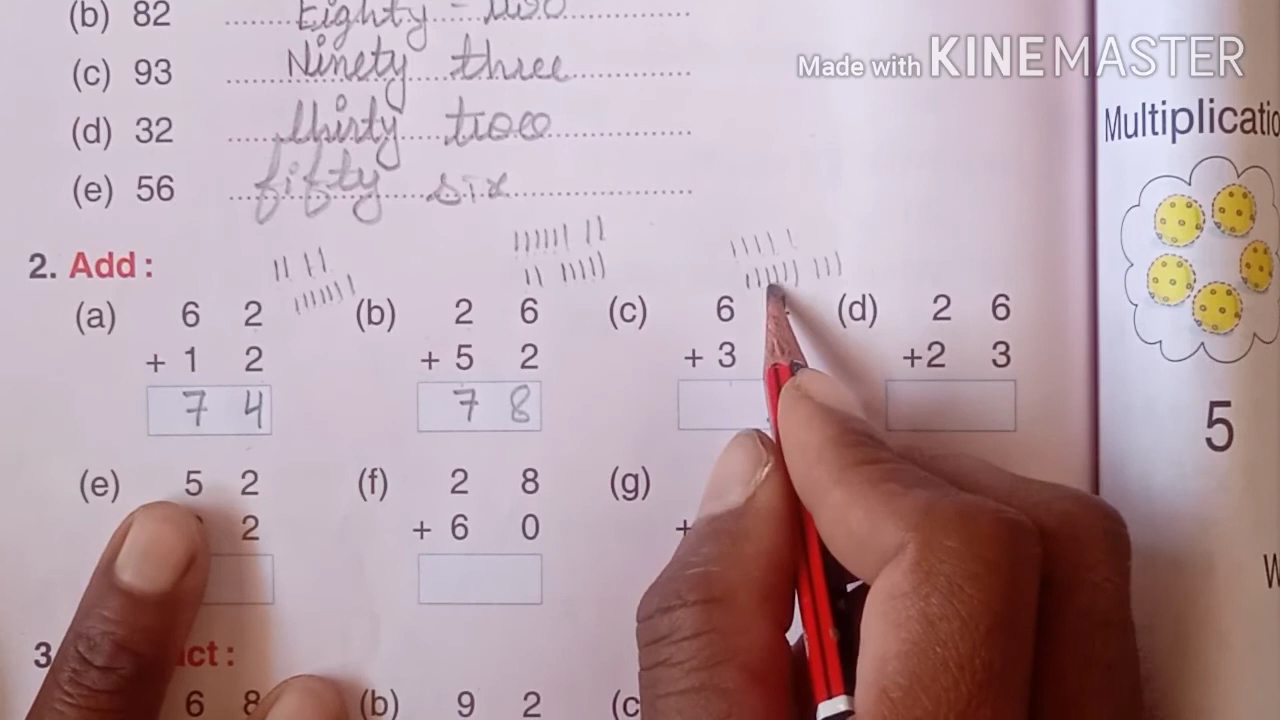 (b) 82 Eighty - two
Made with KINEMASTER
(c) 93 Ninety three
(d) 32 thirty two
(e) 56 fifty six
Multiplicatio
2. Add :
(a) 6 2 (b) 2 6 (c) 6 (d) 2 6
+ 1 2 + 5 2 + 3 +2 3
7 4 7 8
5
(e) 5 2 (f) 2 8 (g)
2 + 6 0 +
W
3 act :
6 8 (b) 9 2 (c